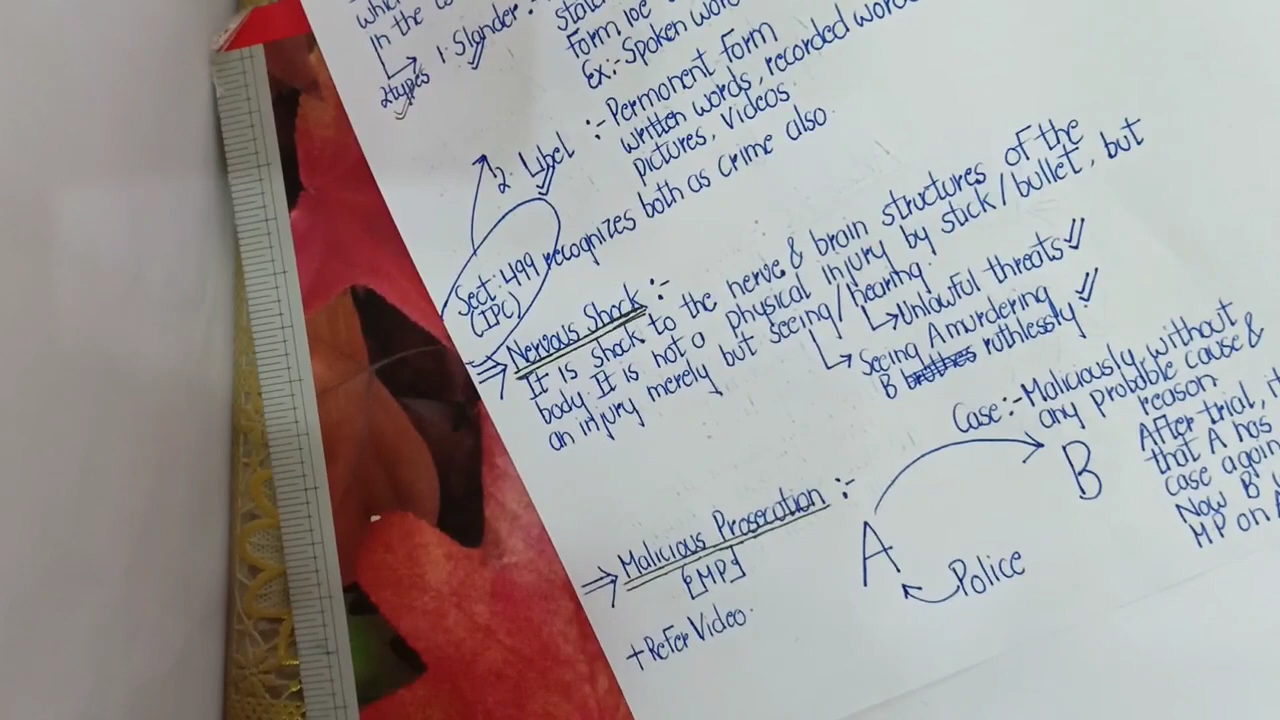 which
in the
2types 1. Slander :-
Form ice
Ex:- Spoken word
2. Libel :- Permonent form
written words, recorded words
pictures, videos.
Sect: 499 recognizes both as crime also.
(IPC)
⇒ Nervous Shock :-
It is shock to the nerve & brain structures of the
body. It is not a physical injury by stick/bullet, but
an injury merely but seeing/hearing.
Unlawful threats
Seeing A murdering
B ruthlessly
⇒ Malicious Prosecution :-
[MP]
+ Refer Video.
Case:- Maliciously, without
any probable cause &
reason
A
B
Police
After trial, it
that A has
case again
Now B
MP on A